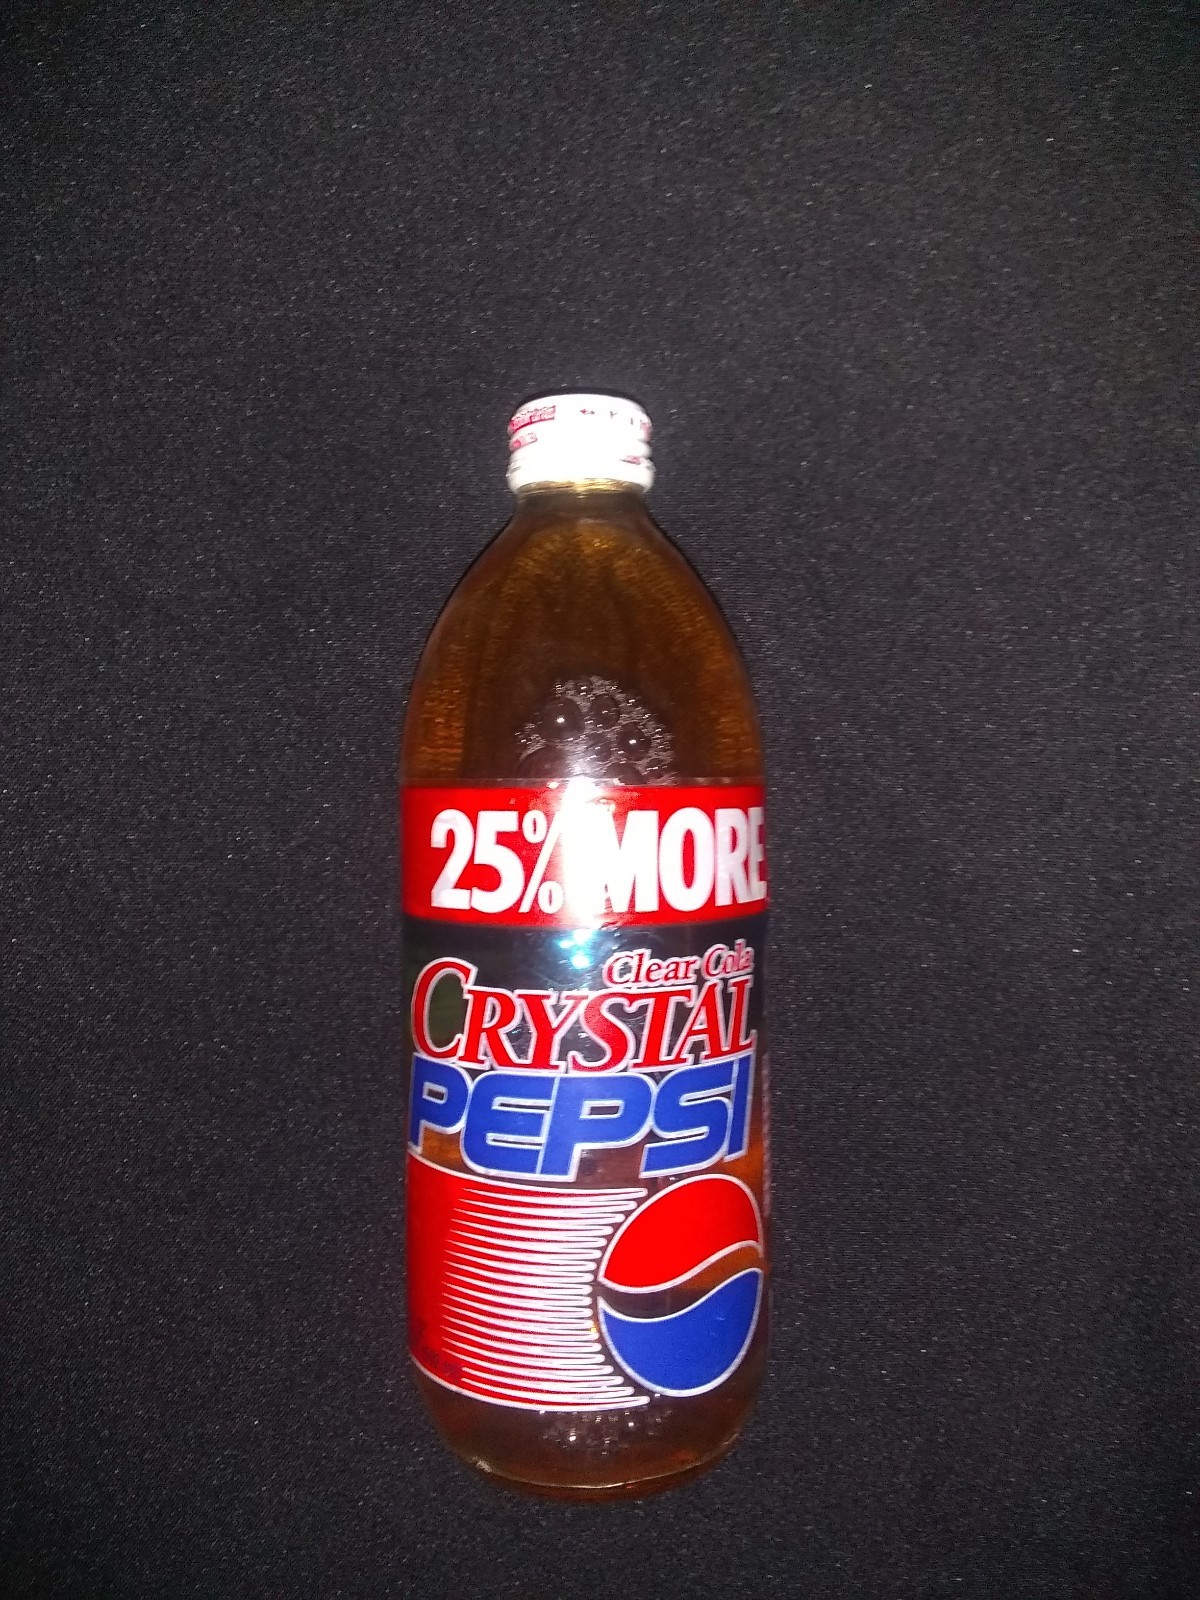 25% MORE
Clear Cola
CRYSTAL
PEPSI